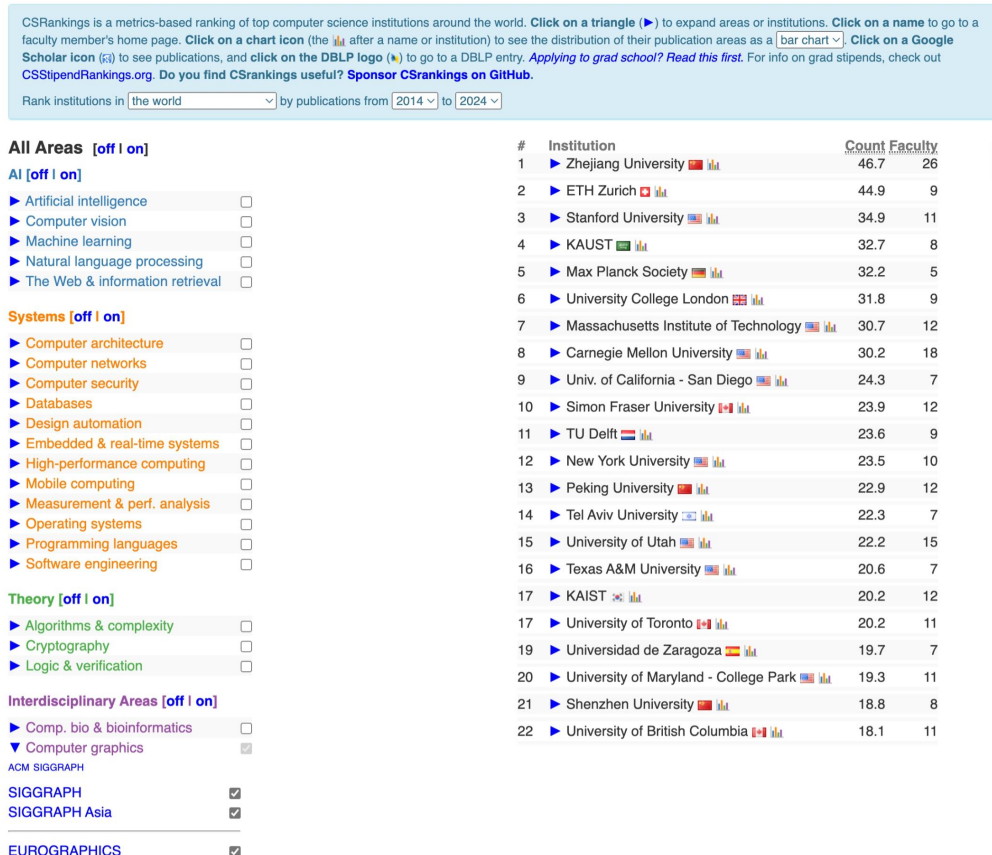 CSRankings is a metrics-based ranking of top computer science institutions around the world. Click on a triangle (▶) to expand areas or institutions. Click on a name to go to a
faculty member's home page. Click on a chart icon (the after a name or institution) to see the distribution of their publication areas as a bar chart. Click on a Google
Scholar icon () to see publications, and click on the DBLP logo () to go to a DBLP entry. Applying to grad school? Read this first. For info on grad stipends, check out
CSStipendRankings.org. Do you find CSrankings useful? Sponsor CSrankings on GitHub.
Rank institutions in the world by publications from 2014 to 2024
All Areas [off | on]
AI [off | on]
▶ Artificial intelligence
▶ Computer vision
▶ Machine learning
▶ Natural language processing
▶ The Web & information retrieval
Systems [off | on]
▶ Computer architecture
▶ Computer networks
▶ Computer security
▶ Databases
▶ Design automation
▶ Embedded & real-time systems
▶ High-performance computing
▶ Mobile computing
▶ Measurement & perf. analysis
▶ Operating systems
▶ Programming languages
▶ Software engineering
Theory [off | on]
▶ Algorithms & complexity
▶ Cryptography
▶ Logic & verification
Interdisciplinary Areas [off | on]
▶ Comp. bio & bioinformatics
▼ Computer graphics
ACM SIGGRAPH
SIGGRAPH
SIGGRAPH Asia
EUROGRAPHICS
# Institution Count Faculty
1 ▶ Zhejiang University 46.7 26
2 ▶ ETH Zurich 44.9 9
3 ▶ Stanford University 34.9 11
4 ▶ KAUST 32.7 8
5 ▶ Max Planck Society 32.2 5
6 ▶ University College London 31.8 9
7 ▶ Massachusetts Institute of Technology 30.7 12
8 ▶ Carnegie Mellon University 30.2 18
9 ▶ Univ. of California - San Diego 24.3 7
10 ▶ Simon Fraser University 23.9 12
11 ▶ TU Delft 23.6 9
12 ▶ New York University 23.5 10
13 ▶ Peking University 22.9 12
14 ▶ Tel Aviv University 22.3 7
15 ▶ University of Utah 22.2 15
16 ▶ Texas A&M University 20.6 7
17 ▶ KAIST 20.2 12
17 ▶ University of Toronto 20.2 11
19 ▶ Universidad de Zaragoza 19.7 7
20 ▶ University of Maryland - College Park 19.3 11
21 ▶ Shenzhen University 18.8 8
22 ▶ University of British Columbia 18.1 11